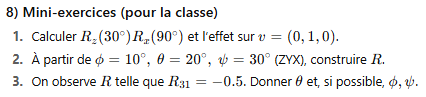 8) Mini-exercices (pour la classe)
1. Calculer R_z(30°)R_x(90°) et l'effet sur v = (0, 1, 0).
2. À partir de ϕ = 10°, θ = 20°, ψ = 30° (ZYX), construire R.
3. On observe R telle que R_31 = −0.5. Donner θ et, si possible, ϕ, ψ.